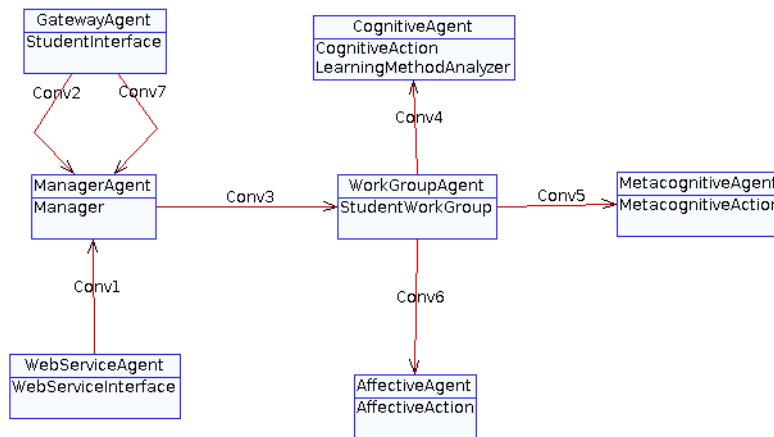 GatewayAgent
StudentInterface
CognitiveAgent
CognitiveAction
LearningMethodAnalyzer
Conv2
Conv7
Conv4
ManagerAgent
Manager
Conv3
WorkGroupAgent
StudentWorkGroup
Conv5
MetacognitiveAgent
MetacognitiveAction
Conv1
Conv6
WebServiceAgent
WebServiceInterface
AffectiveAgent
AffectiveAction